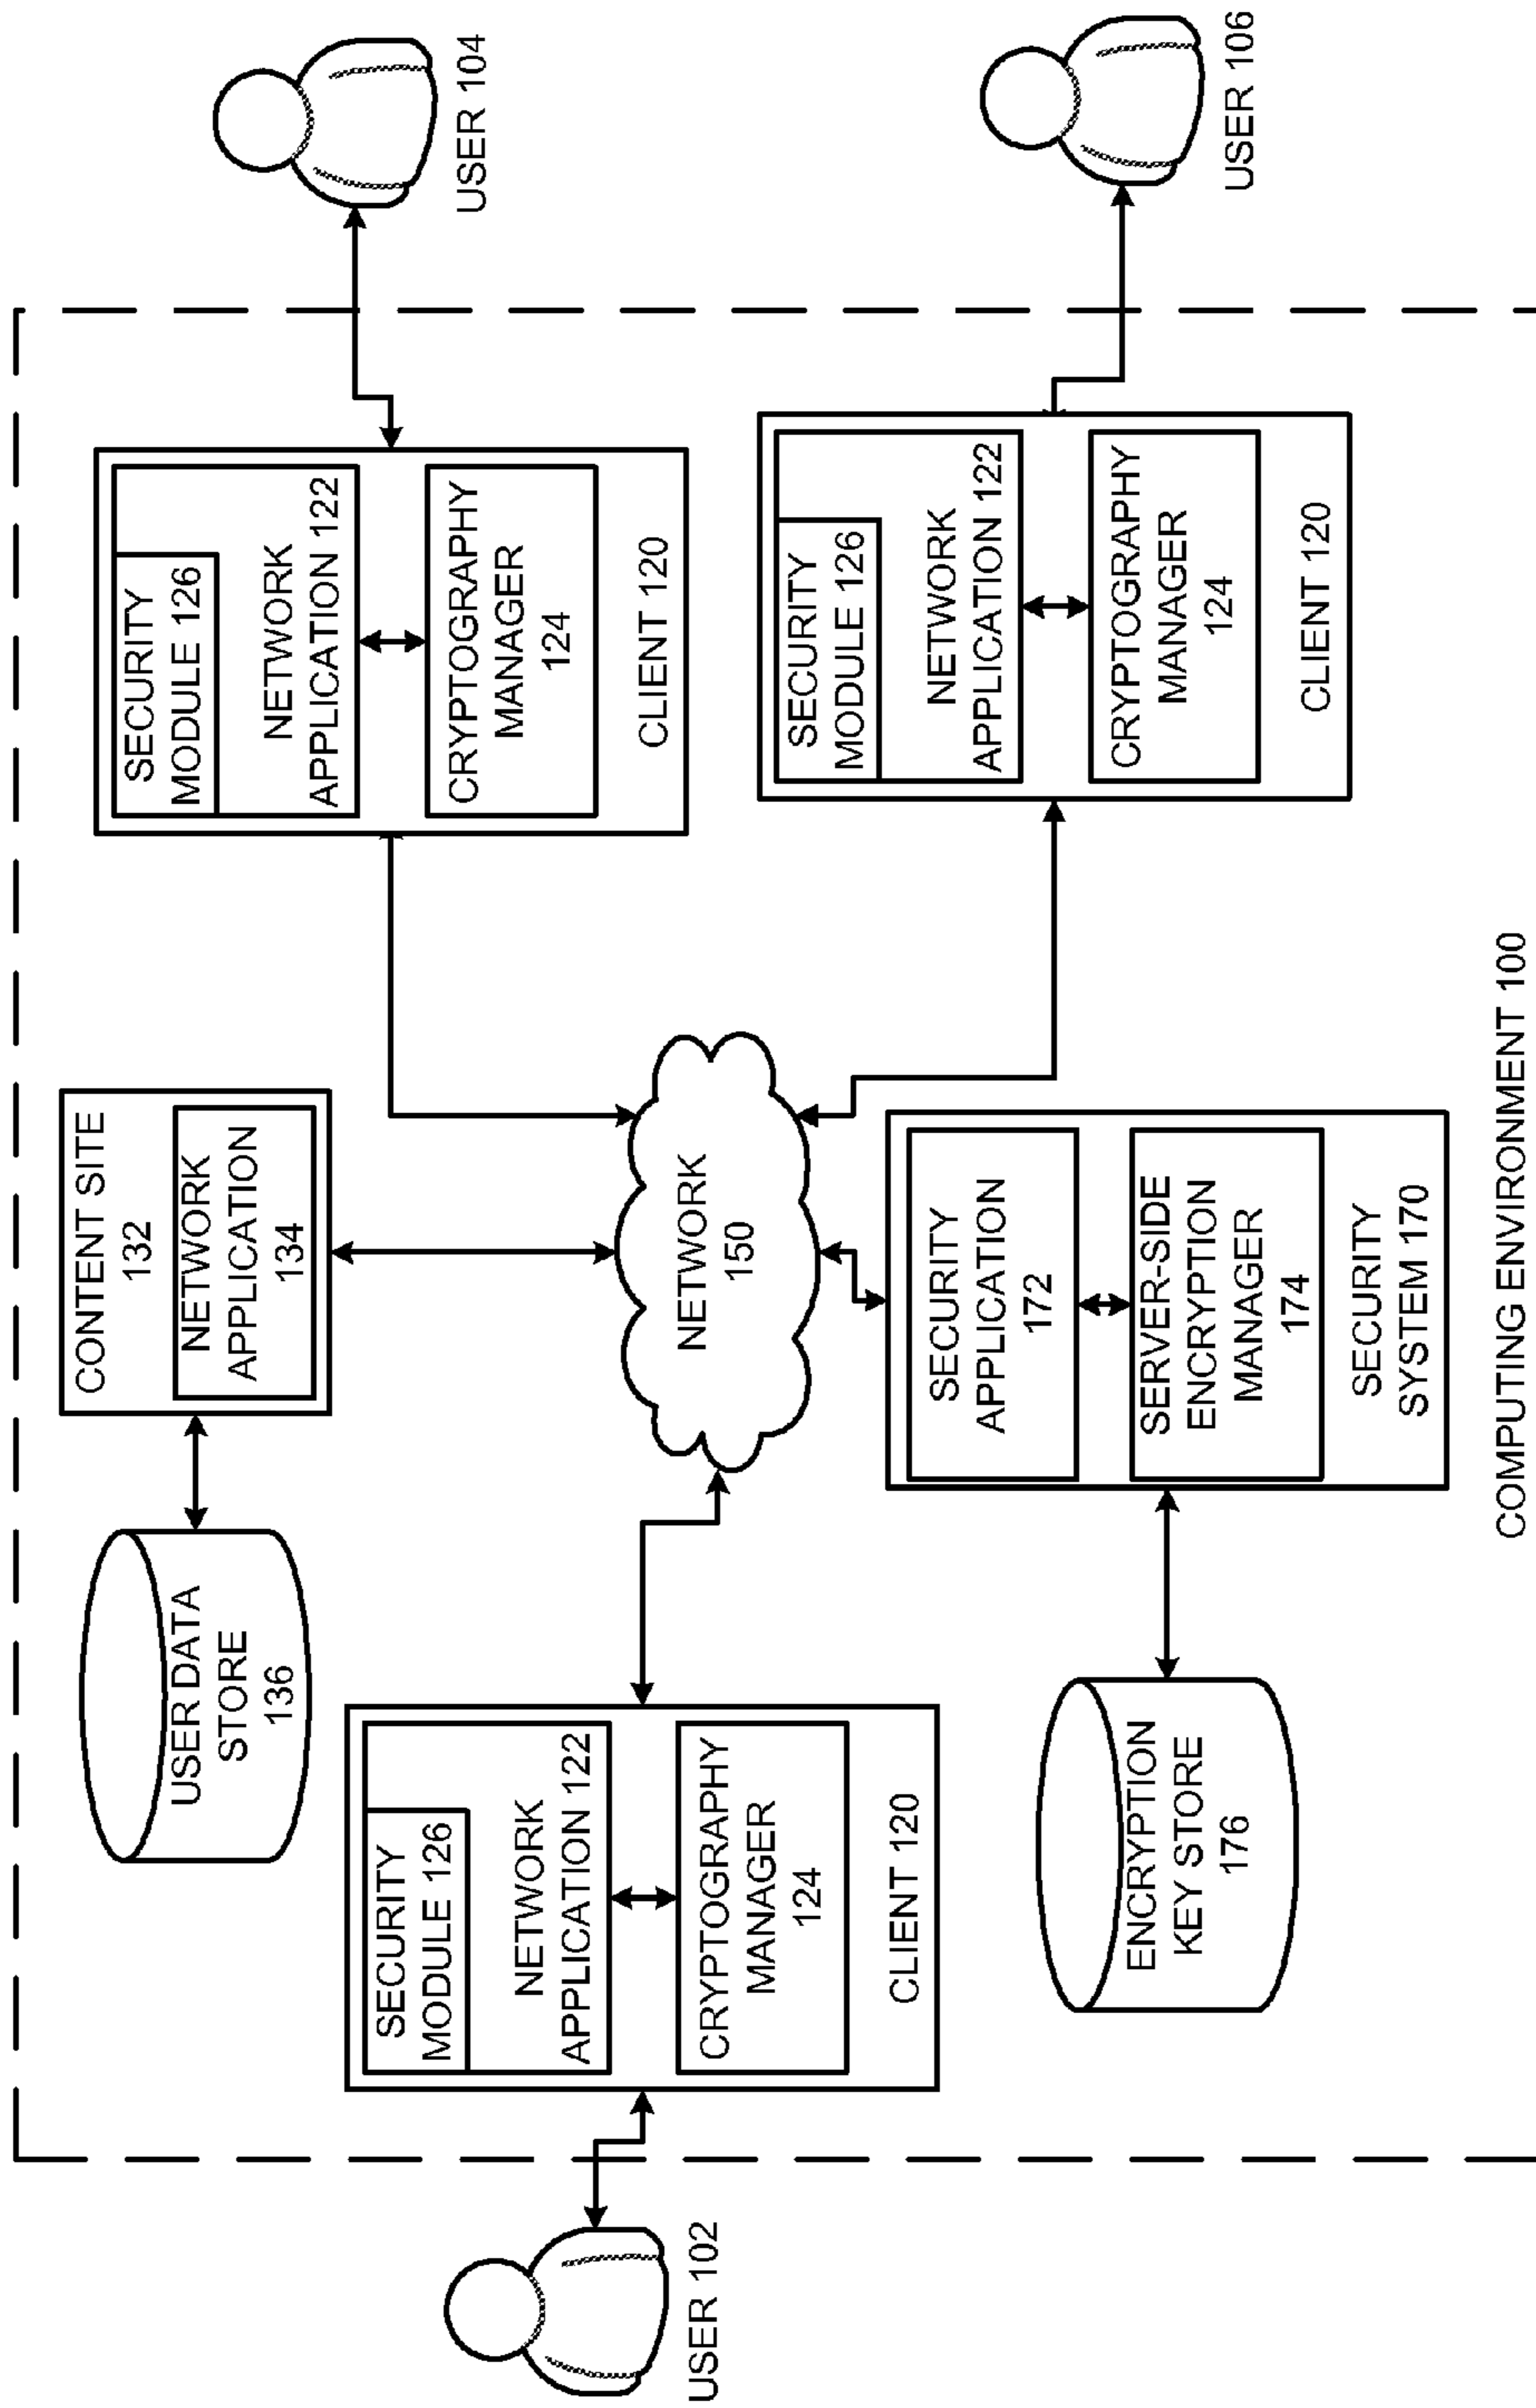 USER DATA
STORE
136
CONTENT SITE
132
NETWORK
APPLICATION
134
SECURITY
MODULE 126
NETWORK
APPLICATION 122
CRYPTOGRAPHY
MANAGER
124
CLIENT 120
USER 104
USER 102
SECURITY
MODULE 126
NETWORK
APPLICATION 122
CRYPTOGRAPHY
MANAGER
124
CLIENT 120
NETWORK
150
SECURITY
MODULE 126
NETWORK
APPLICATION 122
CRYPTOGRAPHY
MANAGER
124
CLIENT 120
USER 106
ENCRYPTION
KEY STORE
176
SECURITY
APPLICATION
172
SERVER-SIDE
ENCRYPTION
MANAGER
174
SECURITY
SYSTEM 170
COMPUTING ENVIRONMENT 100